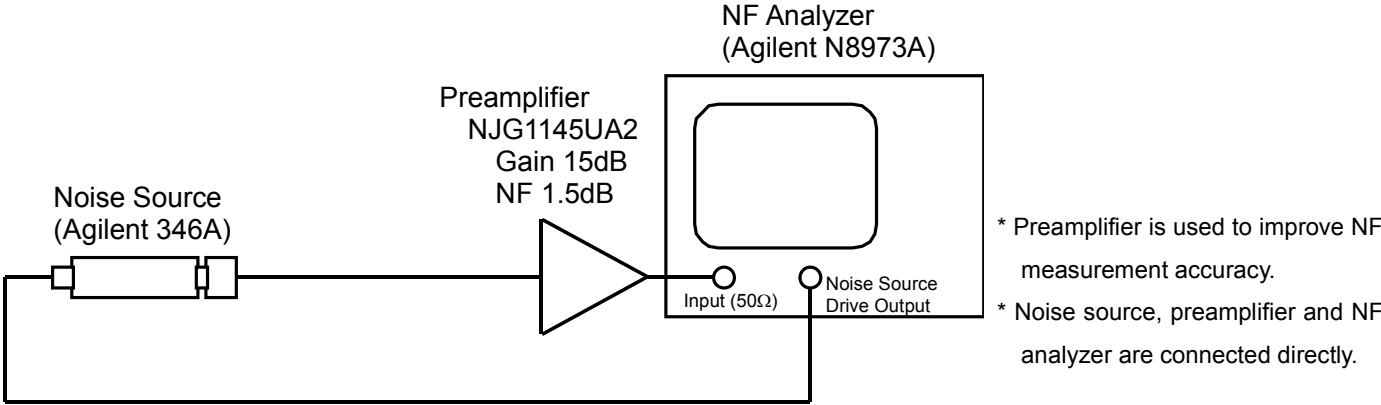 NF Analyzer
(Agilent N8973A)
Preamplifier
NJG1145UA2
Gain 15dB
NF 1.5dB
Noise Source
(Agilent 346A)
Input (50Ω)
Noise Source
Drive Output
* Preamplifier is used to improve NF
measurement accuracy.
* Noise source, preamplifier and NF
analyzer are connected directly.